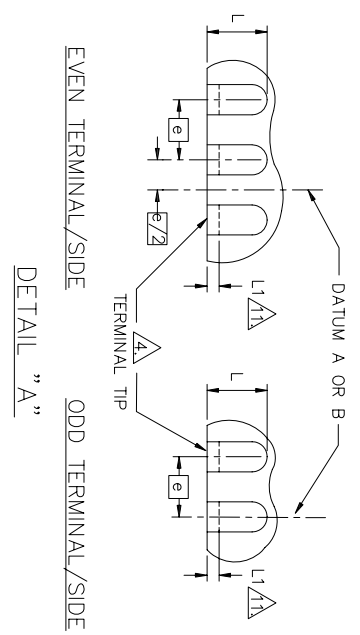 DATUM A OR B
L
L1 11.
e
e/2
4.
TERMINAL TIP
EVEN TERMINAL/SIDE
L
L1 11.
e
ODD TERMINAL/SIDE
DETAIL "A"